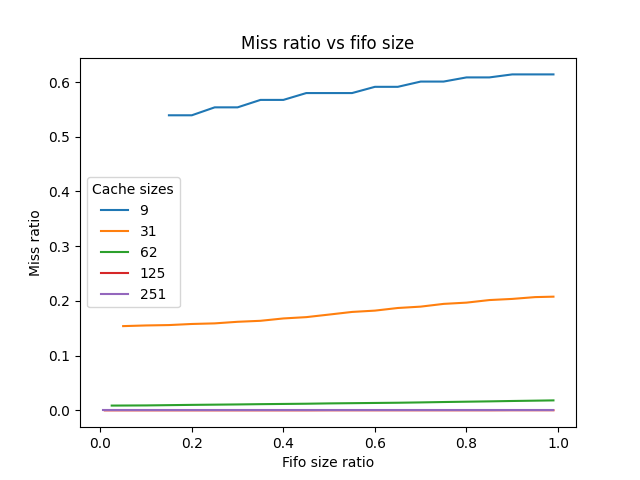 Miss ratio vs fifo size
Miss ratio
0.6
0.5
0.4
0.3
0.2
0.1
0.0
Cache sizes
9
31
62
125
251
0.0 0.2 0.4 0.6 0.8 1.0
Fifo size ratio